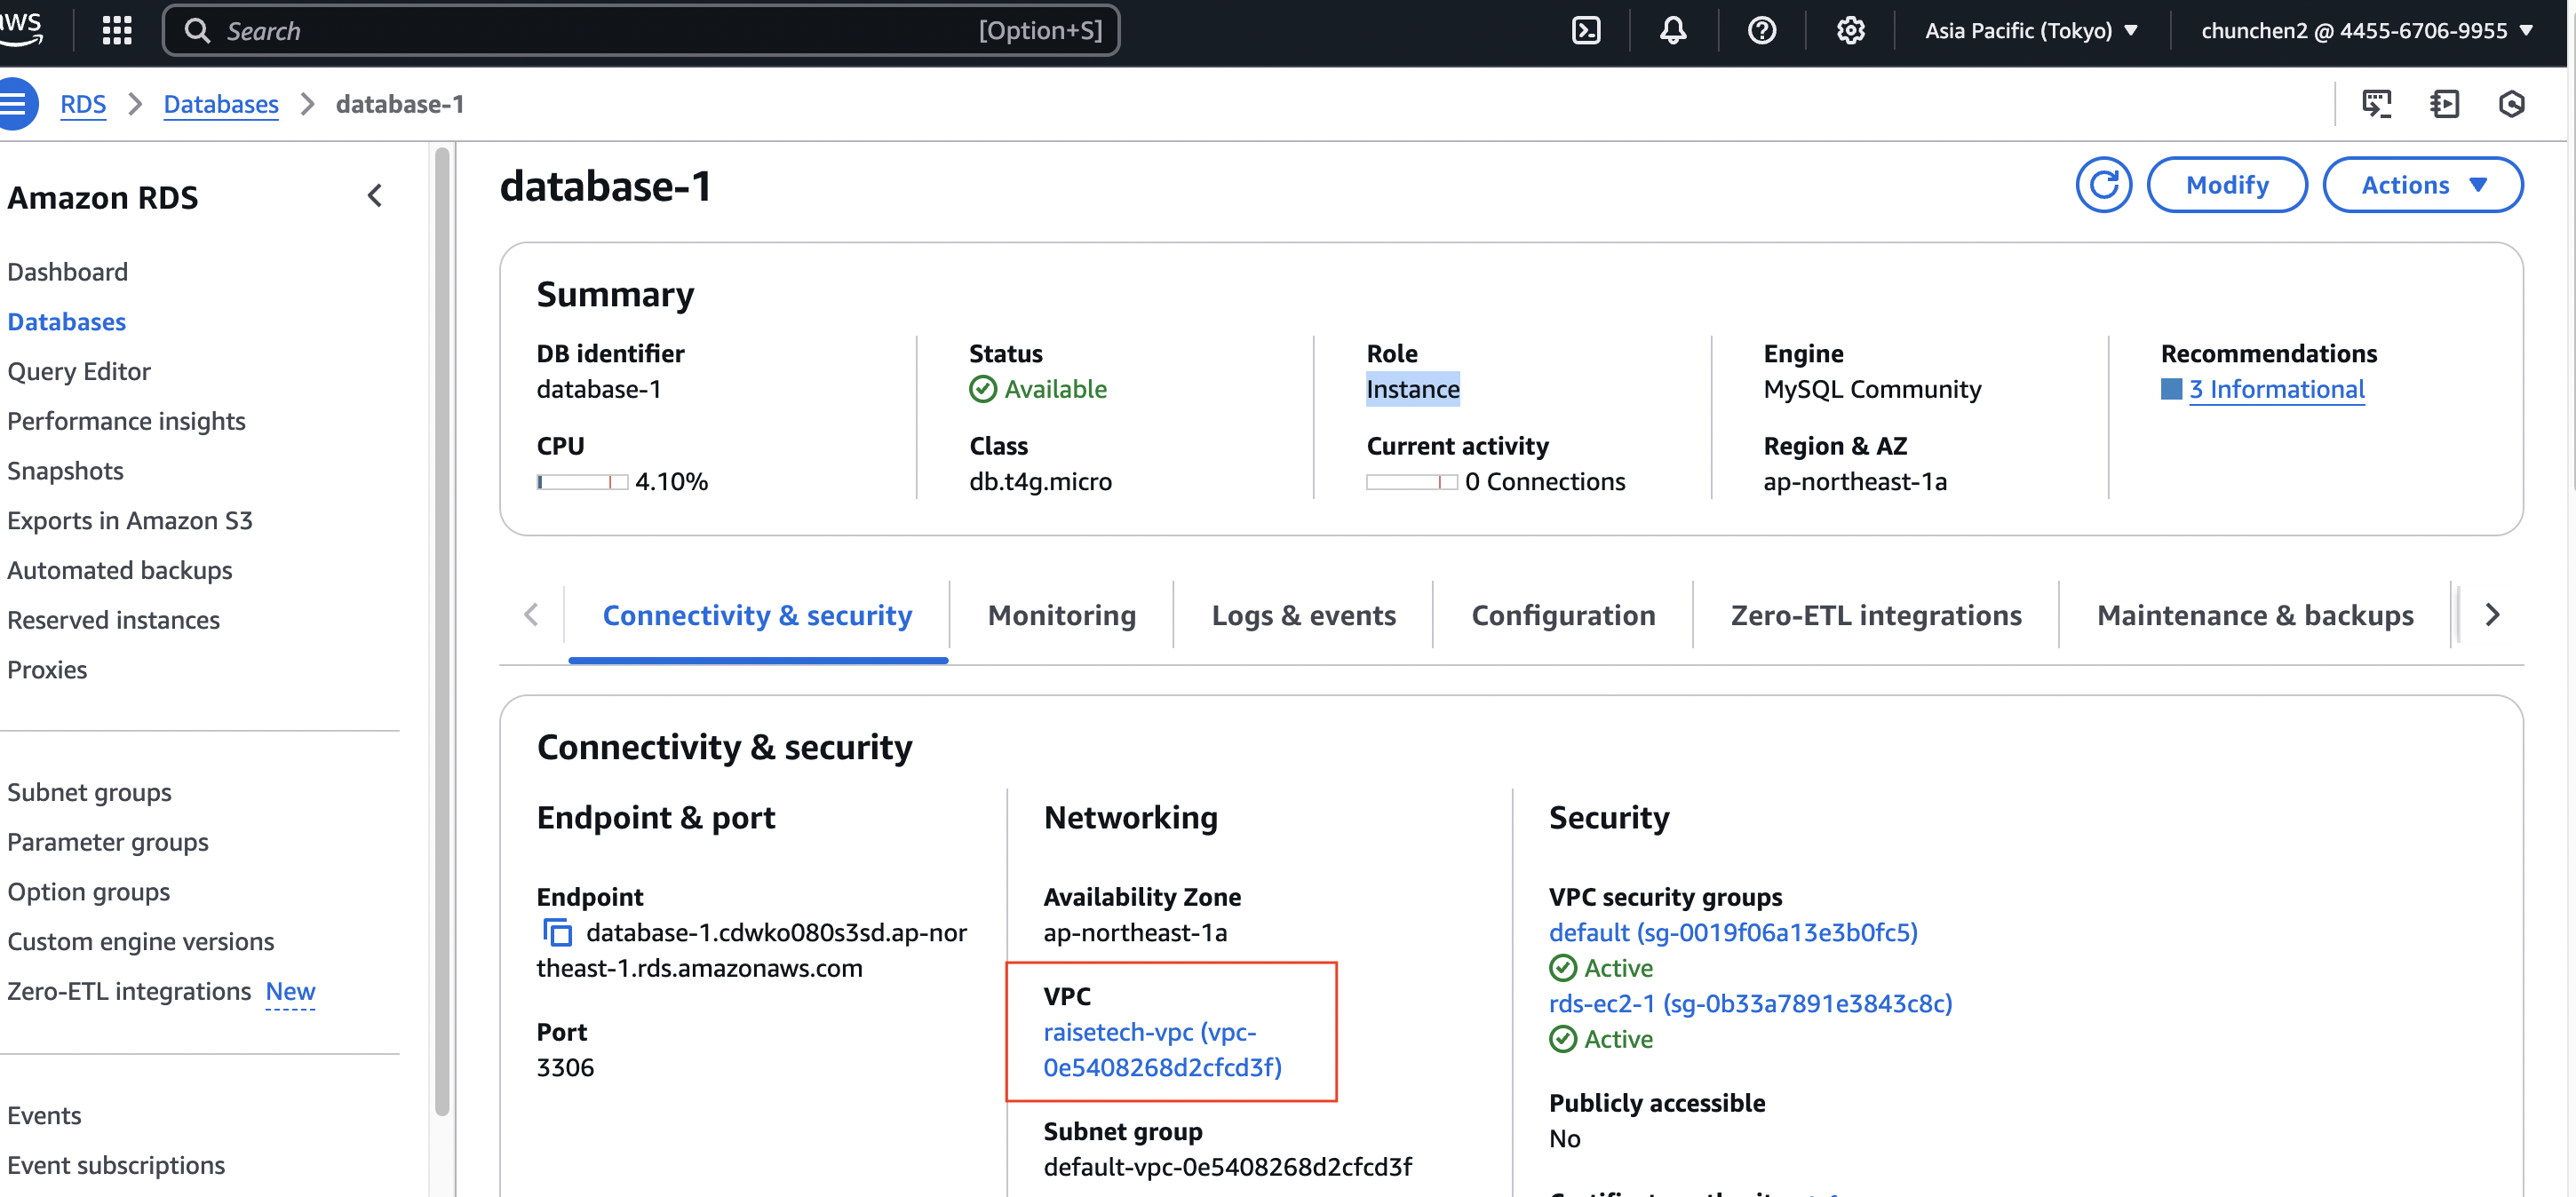 aws
Search
[Option+S]
Asia Pacific (Tokyo)
chunchen2 @ 4455-6706-9955
RDS
Databases
database-1
Amazon RDS
Dashboard
Databases
Query Editor
Performance insights
Snapshots
Exports in Amazon S3
Automated backups
Reserved instances
Proxies
Subnet groups
Parameter groups
Option groups
Custom engine versions
Zero-ETL integrations New
Events
Event subscriptions
database-1
Modify
Actions
Summary
DB identifier
database-1
Status
Available
Role
Instance
Engine
MySQL Community
Recommendations
3 Informational
CPU
4.10%
Class
db.t4g.micro
Current activity
0 Connections
Region & AZ
ap-northeast-1a
Connectivity & security
Monitoring
Logs & events
Configuration
Zero-ETL integrations
Maintenance & backups
Connectivity & security
Endpoint & port
Endpoint
database-1.cdwko080s3sd.ap-nor
theast-1.rds.amazonaws.com
Port
3306
Networking
Availability Zone
ap-northeast-1a
VPC
raisetech-vpc (vpc-
0e5408268d2cfcd3f)
Subnet group
default-vpc-0e5408268d2cfcd3f
Security
VPC security groups
default (sg-0019f06a13e3b0fc5)
Active
rds-ec2-1 (sg-0b33a7891e3843c8c)
Active
Publicly accessible
No